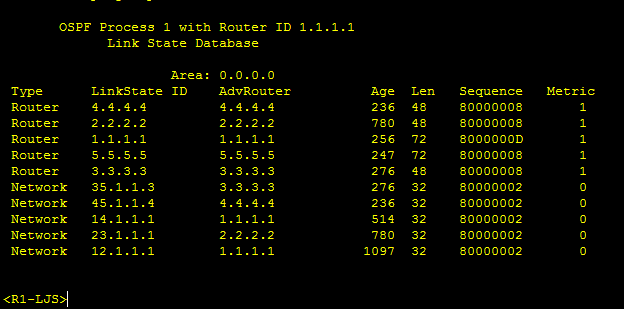 OSPF Process 1 with Router ID 1.1.1.1
Link State Database
Area: 0.0.0.0
Type LinkState ID AdvRouter Age Len Sequence Metric
Router 4.4.4.4 4.4.4.4 236 48 80000008 1
Router 2.2.2.2 2.2.2.2 780 48 80000008 1
Router 1.1.1.1 1.1.1.1 256 72 8000000D 1
Router 5.5.5.5 5.5.5.5 247 72 80000008 1
Router 3.3.3.3 3.3.3.3 276 48 80000008 1
Network 35.1.1.3 3.3.3.3 276 32 80000002 0
Network 45.1.1.4 4.4.4.4 236 32 80000002 0
Network 14.1.1.1 1.1.1.1 514 32 80000002 0
Network 23.1.1.1 2.2.2.2 780 32 80000002 0
Network 12.1.1.1 1.1.1.1 1097 32 80000002 0
<R1-LJS>